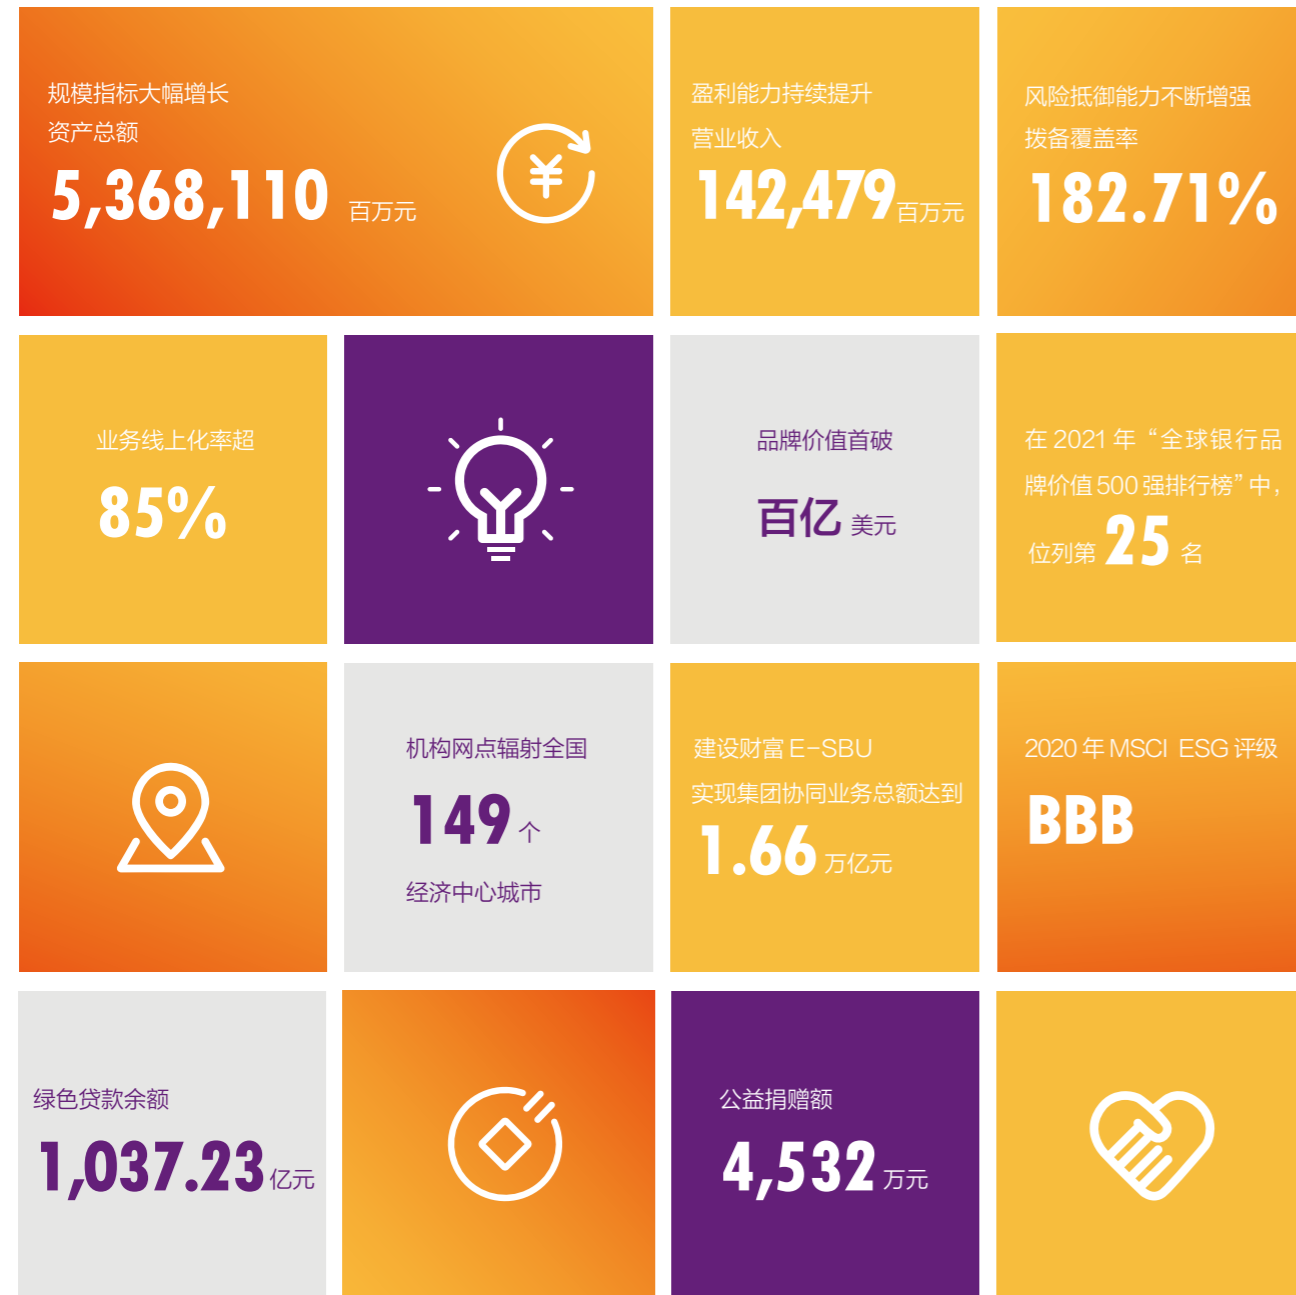 规模指标大幅增长
资产总额
5,368,110 百万元
盈利能力持续提升
营业收入
142,479百万元
风险抵御能力不断增强
拨备覆盖率
182.71%
业务线上化率超
85%
品牌价值首破
百亿 美元
在 2021 年“全球银行品
牌价值 500 强排行榜”中，
位列第 25 名
机构网点辐射全国
149 个
经济中心城市
建设财富 E-SBU
实现集团协同业务总额达到
1.66 万亿元
2020 年 MSCI ESG 评级
BBB
绿色贷款余额
1,037.23 亿元
公益捐赠额
4,532 万元